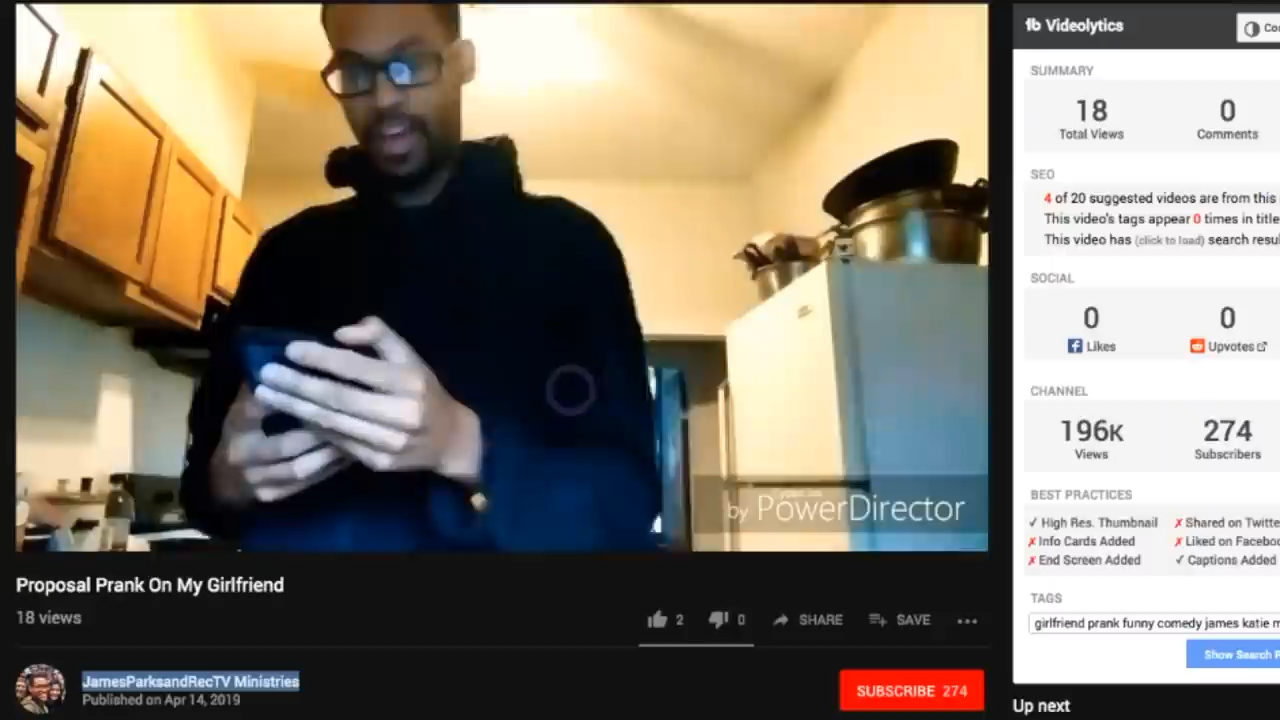 by PowerDirector
Proposal Prank On My Girlfriend
18 views
2
0
SHARE
SAVE
JamesParksandRecTV Ministries
Published on Apr 14, 2019
SUBSCRIBE 274
tb Videolytics
SUMMARY
18
0
Total Views
Comments
SEO
4 of 20 suggested videos are from this
This video's tags appear 0 times in title
This video has (click to load) search resul
SOCIAL
0
0
Likes
Upvotes
CHANNEL
196K
274
Views
Subscribers
BEST PRACTICES
✓ High Res. Thumbnail
✗ Shared on Twitte
✗ Info Cards Added
✗ Liked on Faceboo
✗ End Screen Added
✓ Captions Added
TAGS
girlfriend prank funny comedy james katie m
Show Search R
Up next